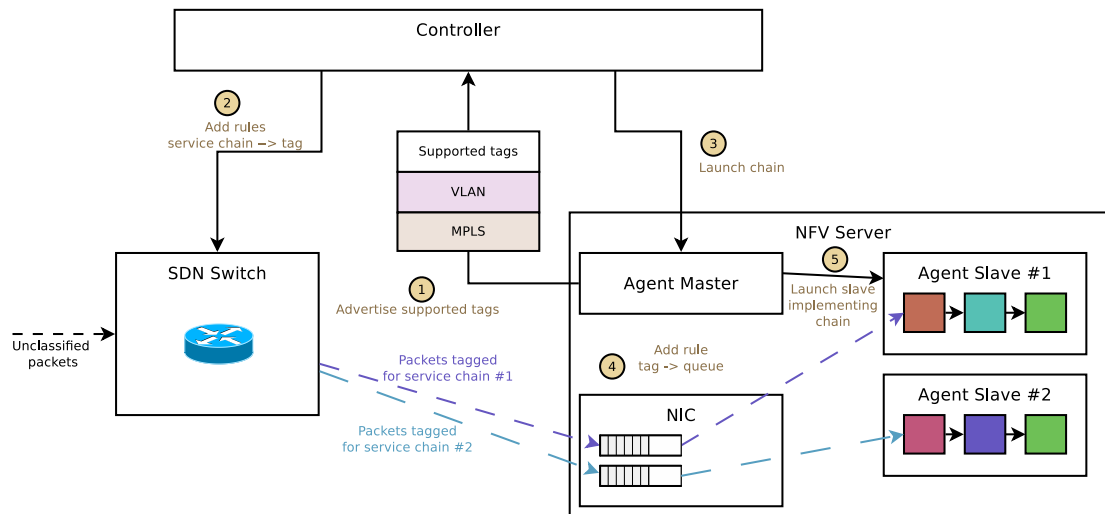 Controller
2
Add rules
service chain −> tag
Supported tags
VLAN
MPLS
3
Launch chain
NFV Server
SDN Switch
1
Advertise supported tags
Agent Master
5
Launch slave
implementing
chain
Agent Slave #1
Unclassified
packets
Packets tagged
for service chain #1
Packets tagged
for service chain #2
4
Add rule
tag -> queue
NIC
Agent Slave #2